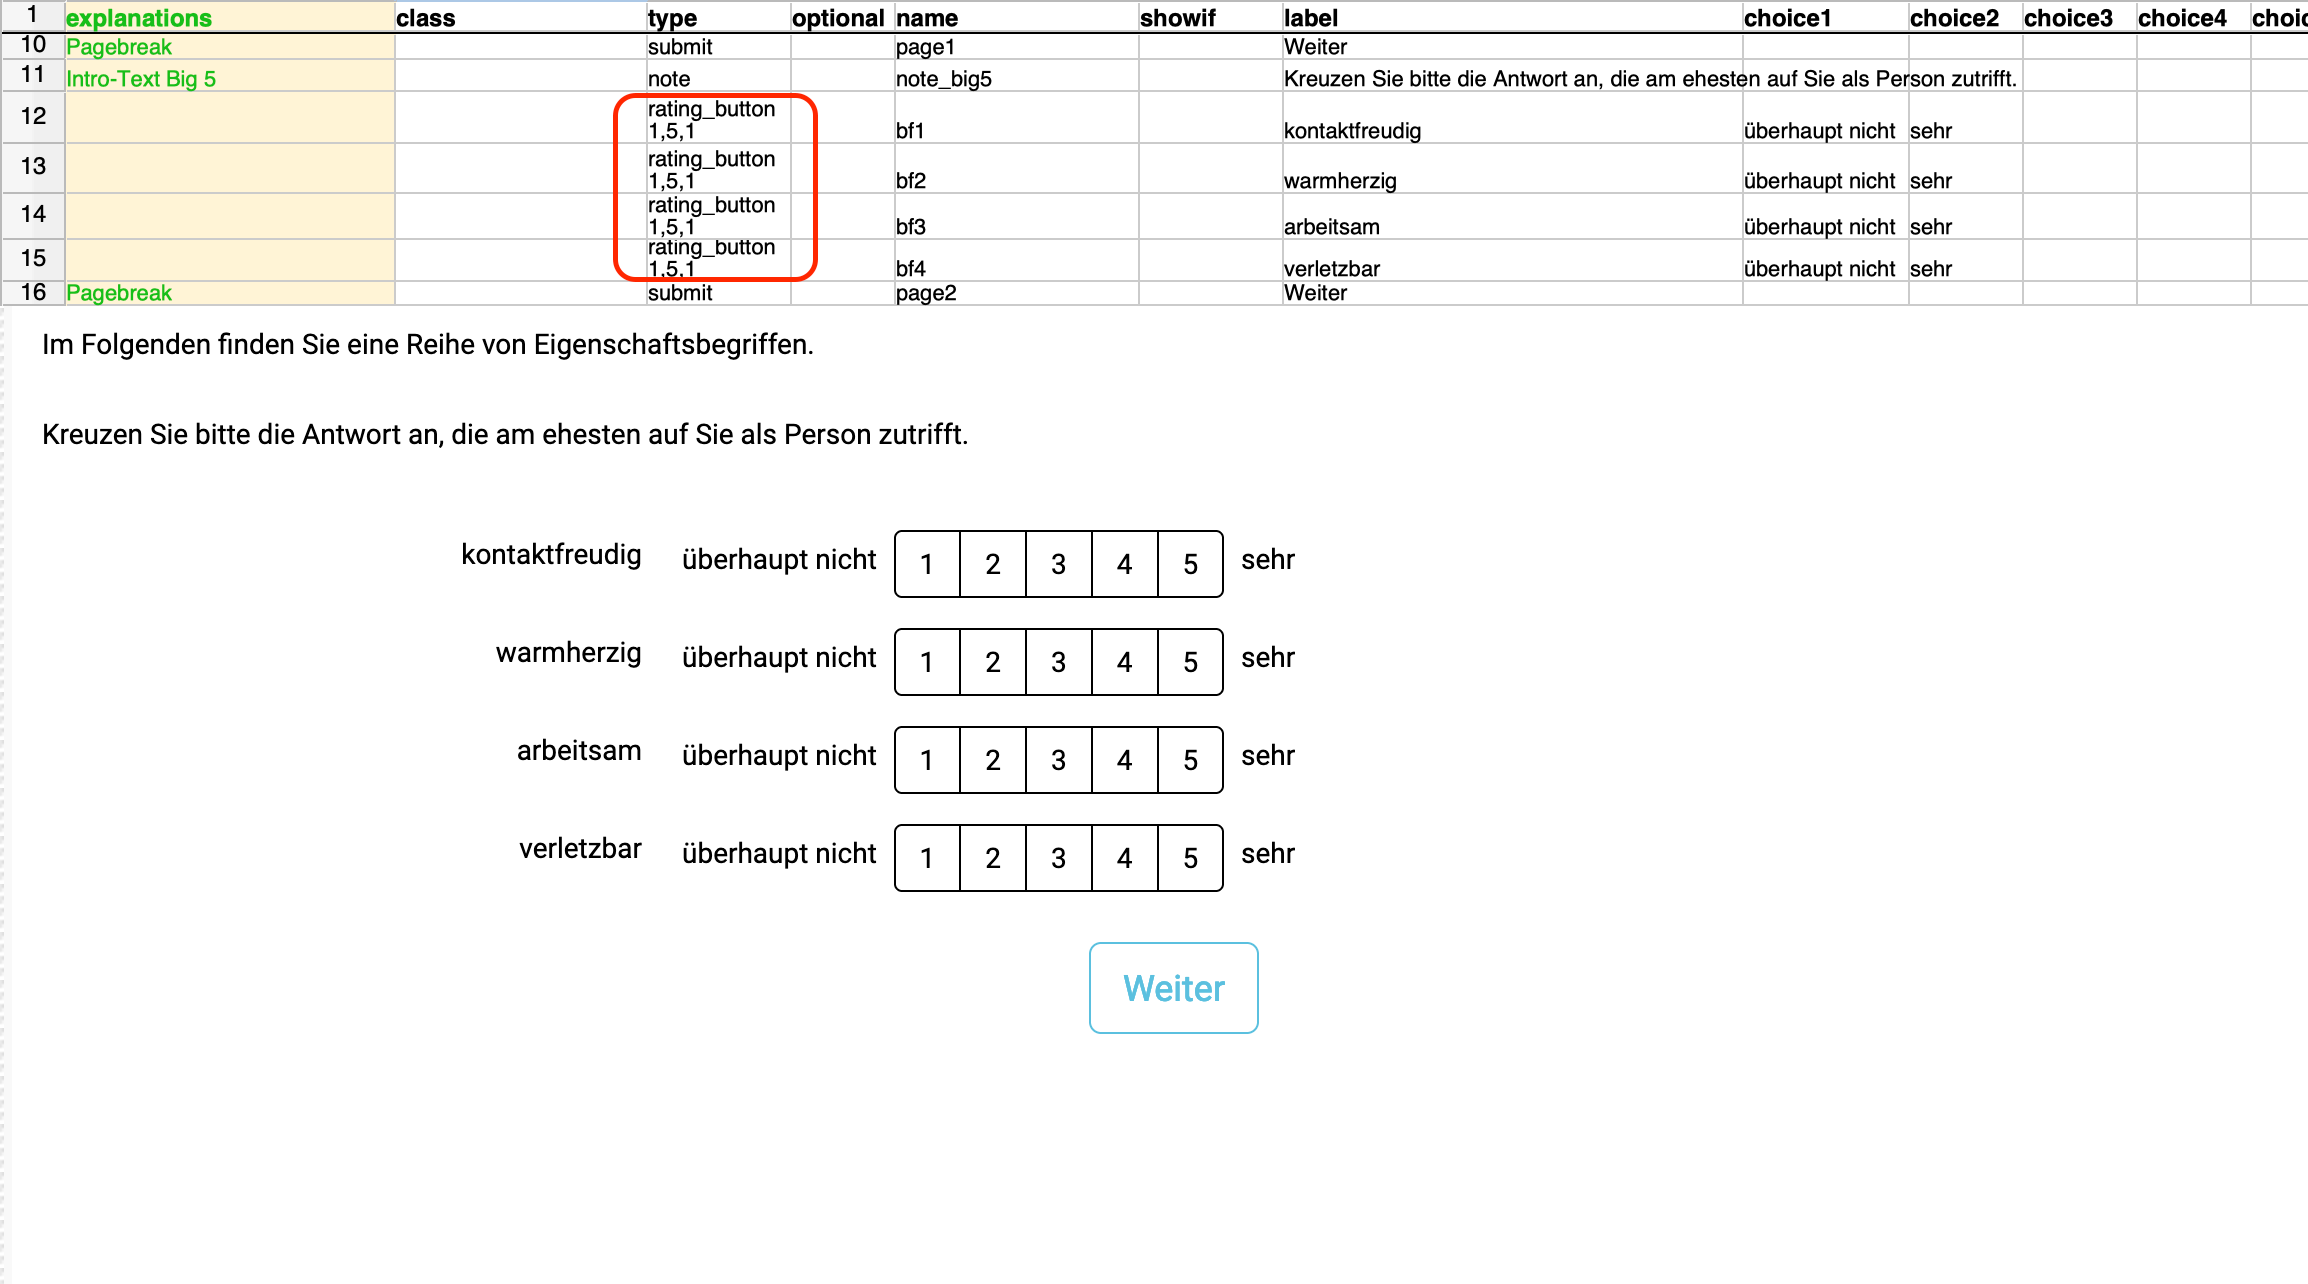 1 explanations class type optional name showif label choice1 choice2 choice3 choice4
10 Pagebreak submit page1 Weiter
11 Intro-Text Big 5 note note_big5 Kreuzen Sie bitte die Antwort an, die am ehesten auf Sie als Person zutrifft.
12 rating_button 1,5,1 bf1 kontaktfreudig überhaupt nicht sehr
13 rating_button 1,5,1 bf2 warmherzig überhaupt nicht sehr
14 rating_button 1,5,1 bf3 arbeitsam überhaupt nicht sehr
15 rating_button 1,5,1 bf4 verletzbar überhaupt nicht sehr
16 Pagebreak submit page2 Weiter
Im Folgenden finden Sie eine Reihe von Eigenschaftsbegriffen.
Kreuzen Sie bitte die Antwort an, die am ehesten auf Sie als Person zutrifft.
kontaktfreudig überhaupt nicht 1 2 3 4 5 sehr
warmherzig überhaupt nicht 1 2 3 4 5 sehr
arbeitsam überhaupt nicht 1 2 3 4 5 sehr
verletzbar überhaupt nicht 1 2 3 4 5 sehr
Weiter